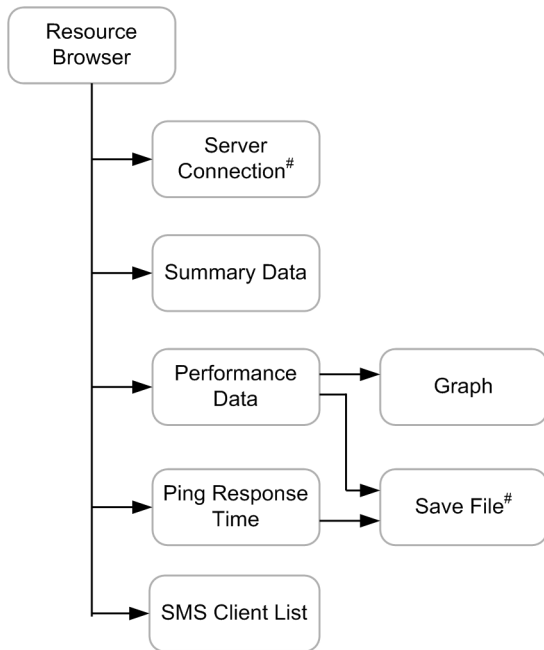 Resource
Browser
Server
Connection#
Summary Data
Performance
Data
Graph
Ping Response
Time
Save File#
SMS Client List